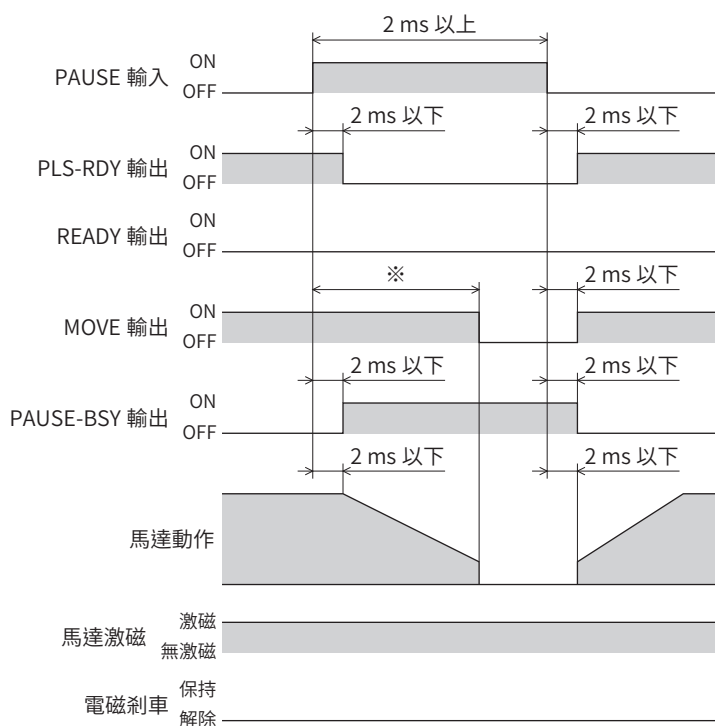 2 ms 以上
PAUSE 輸入
ON
OFF
2 ms 以下
2 ms 以下
PLS-RDY 輸出
ON
OFF
READY 輸出
ON
OFF
※
2 ms 以下
MOVE 輸出
ON
OFF
2 ms 以下
2 ms 以下
PAUSE-BSY 輸出
ON
OFF
2 ms 以下
2 ms 以下
馬達動作
馬達激磁
激磁
無激磁
電磁剎車
保持
解除